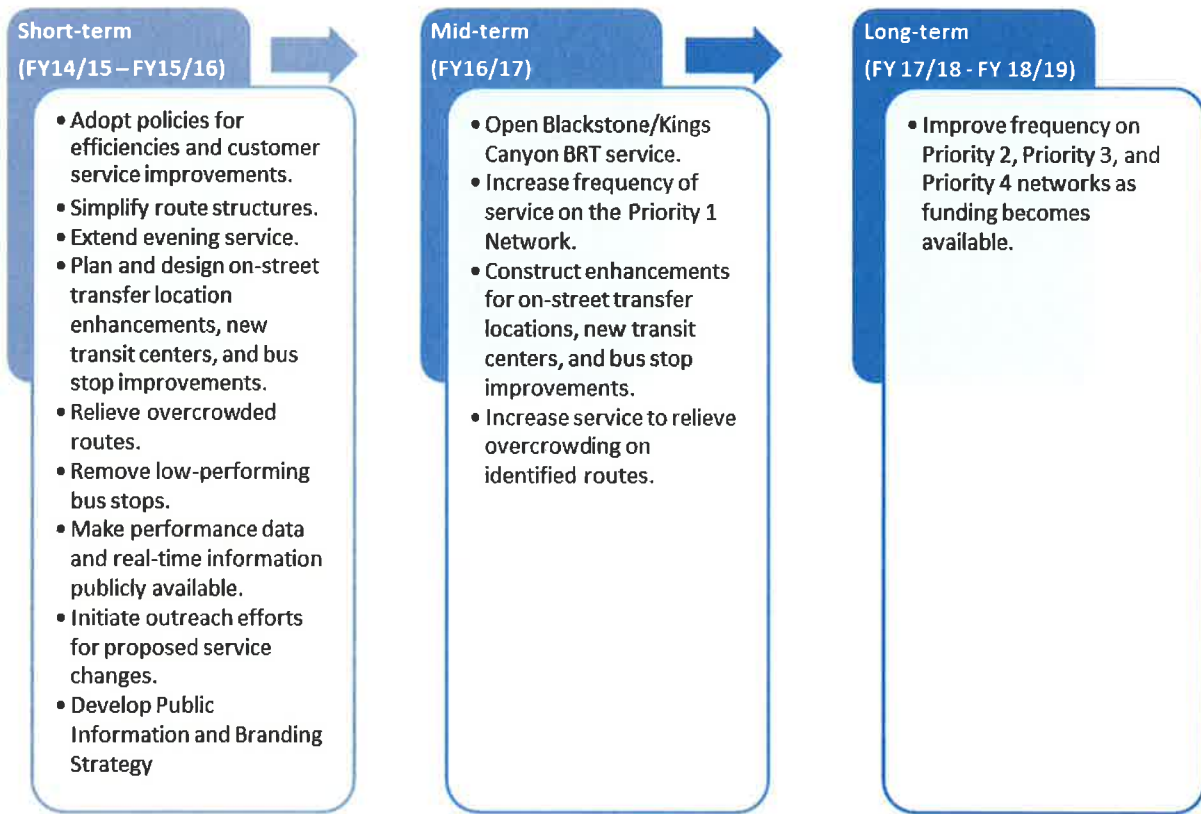 Short-term
(FY14/15 – FY15/16)
• Adopt policies for
efficiencies and customer
service improvements.
• Simplify route structures.
• Extend evening service.
• Plan and design on-street
transfer location
enhancements, new
transit centers, and bus
stop improvements.
• Relieve overcrowded
routes.
• Remove low-performing
bus stops.
• Make performance data
and real-time information
publicly available.
• Initiate outreach efforts
for proposed service
changes.
• Develop Public
Information and Branding
Strategy
Mid-term
(FY16/17)
• Open Blackstone/Kings
Canyon BRT service.
• Increase frequency of
service on the Priority 1
Network.
• Construct enhancements
for on-street transfer
locations, new transit
centers, and bus stop
improvements.
• Increase service to relieve
overcrowding on
identified routes.
Long-term
(FY 17/18 - FY 18/19)
• Improve frequency on
Priority 2, Priority 3, and
Priority 4 networks as
funding becomes
available.